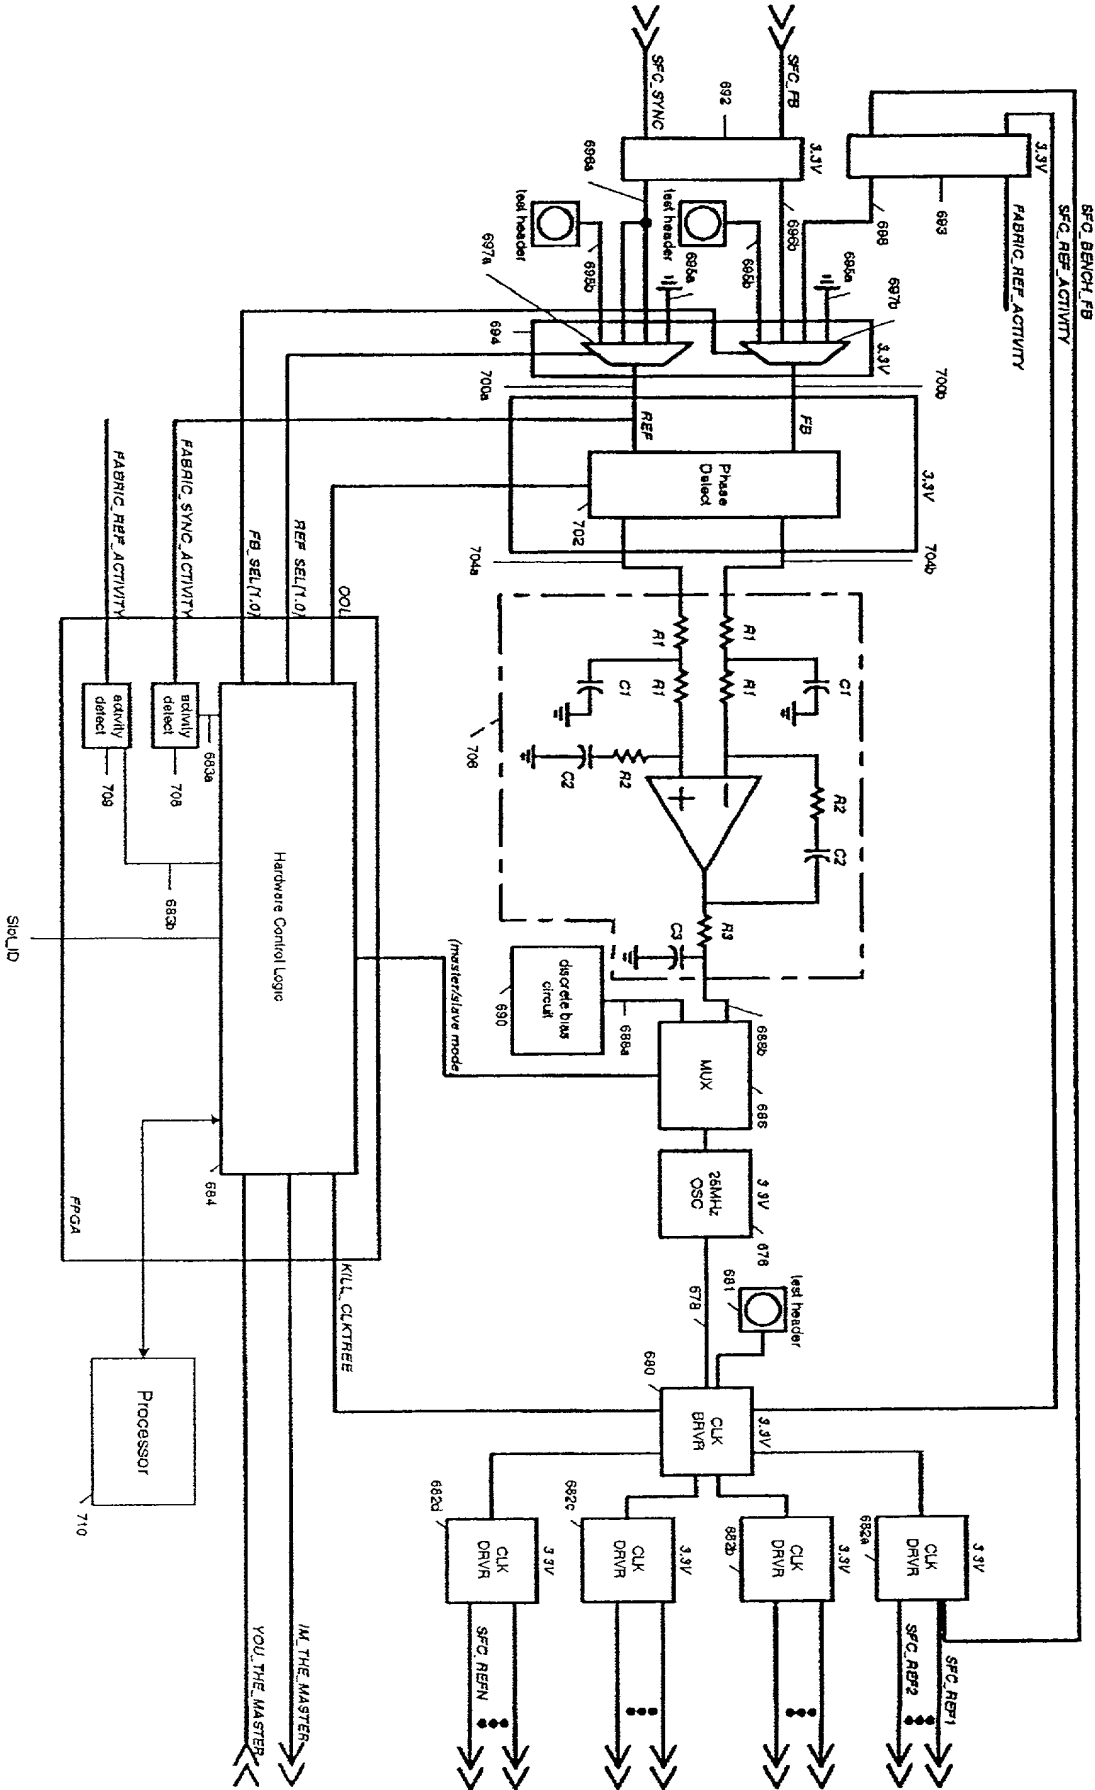 SFC_BENCH_FB
SFC_REF_ACTIVITY
3.3V
693
FABRIC_REF_ACTIVITY
698
SFC_FB
SFC_SYNC
692
3.3V
696a
696b
test header
test header
695b
695b
695a
695a
697a
697b
694
3.3V
700a
700b
REF
FB
3.3V
Phase
Detect
702
704a
704b
R1
R1
R1
R1
C1
C1
R2
C2
R2
C2
706
R3
C3
discrete bias
circuit
690
688a
688b
MUX
686
(master/slave mode)
3.3V
25MHz
OSC
676
678
test header
681
680
3.3V
CLK
BRVR
3.3V
CLK
DRVR
682a
SFC_REF1
SFC_REF2
3.3V
CLK
DRVR
682b
3.3V
CLK
DRVR
682c
3.3V
CLK
DRVR
682d
SFC_REFN
OOL
REF SEL[1.0]
FB_SEL[1.0]
FABRIC_SYNC_ACTIVITY
FABRIC_REF_ACTIVITY
activity
detect
683a
708
activity
detect
709
683b
Slot_ID
Hardware Control
Logic
684
FPGA
KILL_CLKTREE
IM_THE_MASTER
YOU_THE_MASTER
Processor
710